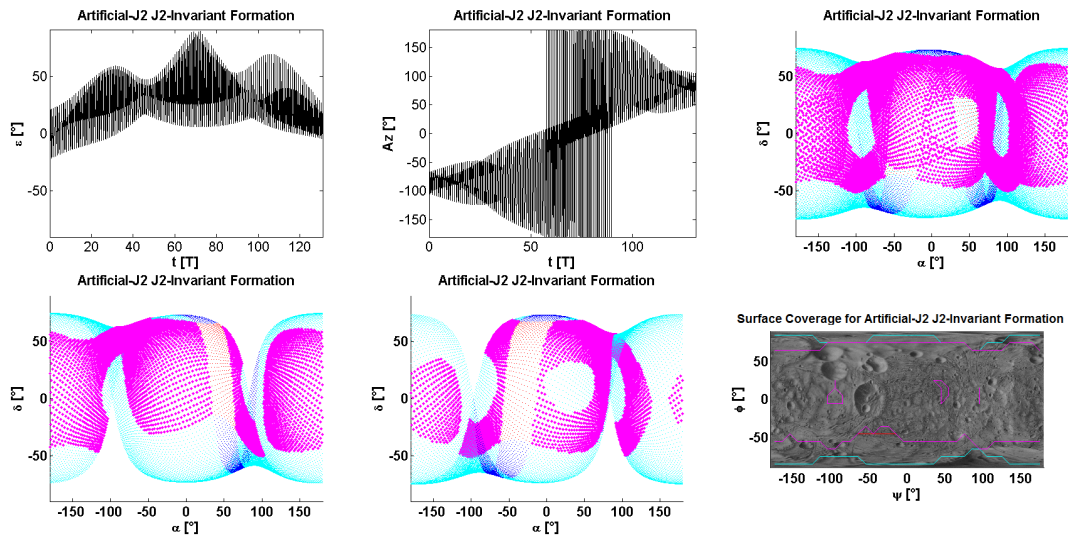 Artificial-J2 J2-Invariant Formation
ε [°]
50
0
-50
0 20 40 60 80 100 120
t [T]
Artificial-J2 J2-Invariant Formation
Az [°]
150
100
50
0
-50
-100
-150
0 50 100
t [T]
Artificial-J2 J2-Invariant Formation
δ [°]
50
0
-50
-150 -100 -50 0 50 100 150
α [°]
Artificial-J2 J2-Invariant Formation
δ [°]
50
0
-50
-150 -100 -50 0 50 100 150
α [°]
Artificial-J2 J2-Invariant Formation
δ [°]
50
0
-50
-150 -100 -50 0 50 100 150
α [°]
Surface Coverage for Artificial-J2 J2-Invariant Formation
ϕ [°]
50
0
-50
-150 -100 -50 0 50 100 150
ψ [°]